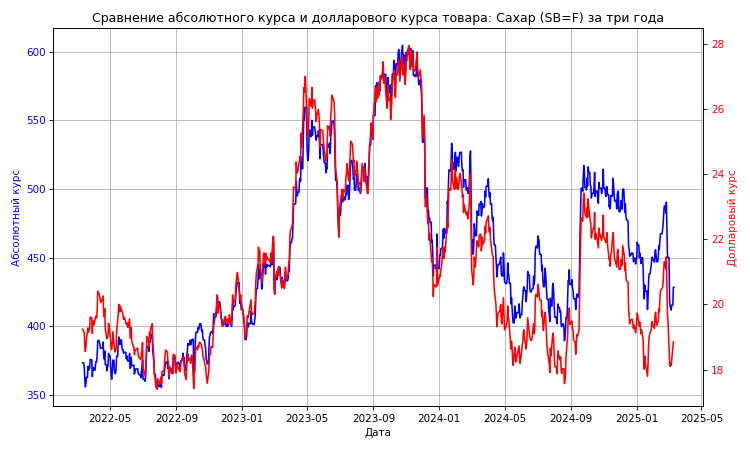 Сравнение абсолютного курса и долларового курса товара: Сахар (SB=F) за три года
Абсолютный курс
600
550
500
450
400
350
28
26
24
22
20
18
Долларовый курс
2022-05 2022-09 2023-01 2023-05 2023-09 2024-01 2024-05 2024-09 2025-01 2025-05
Дата